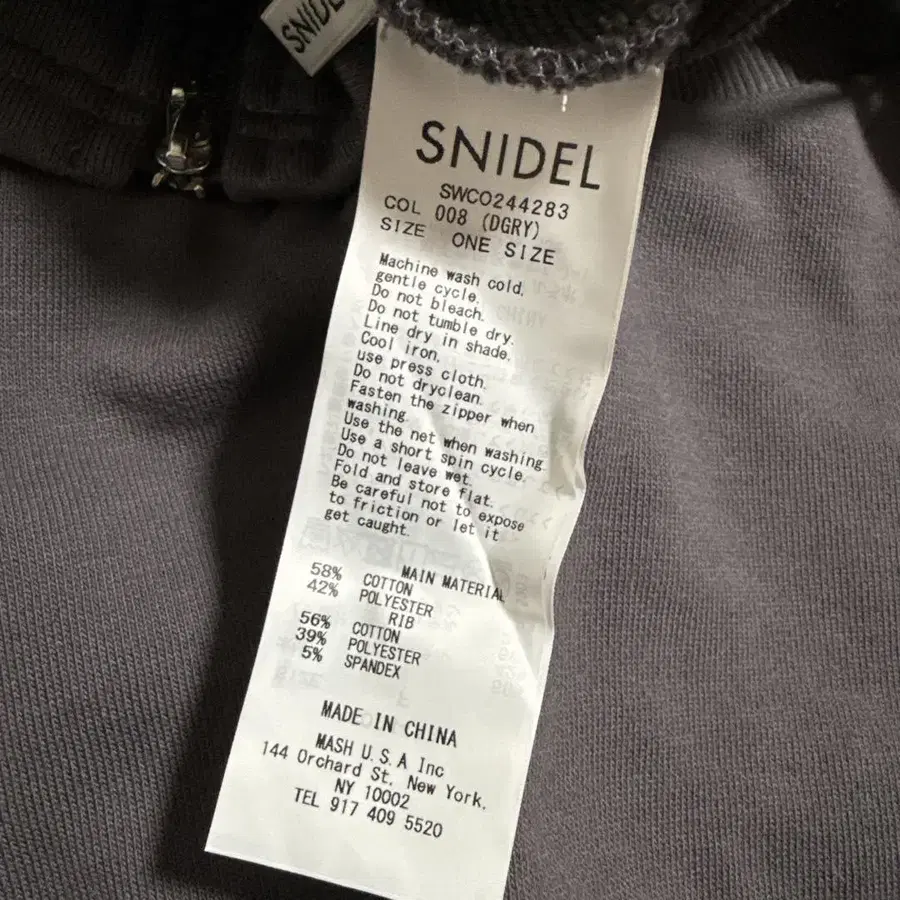 SNIDEL
SWCO244283
COL 008 (DGRY)
SIZE ONE SIZE
Machine wash cold,
gentle cycle.
Do not bleach.
Do not tumble dry.
Line dry in shade.
Cool iron,
use press cloth.
Do not dryclean.
Fasten the zipper when
washing.
Use the net when washing.
Use a short spin cycle.
Do not leave wet.
Fold and store flat.
Be careful not to expose
to friction or let it
get caught.
MAIN MATERIAL
58% COTTON
42% POLYESTER
RIB
56% COTTON
39% POLYESTER
5% SPANDEX
MADE IN CHINA
MASH U.S.A Inc
144 Orchard St, New York,
NY 10002
TEL 917 409 5520